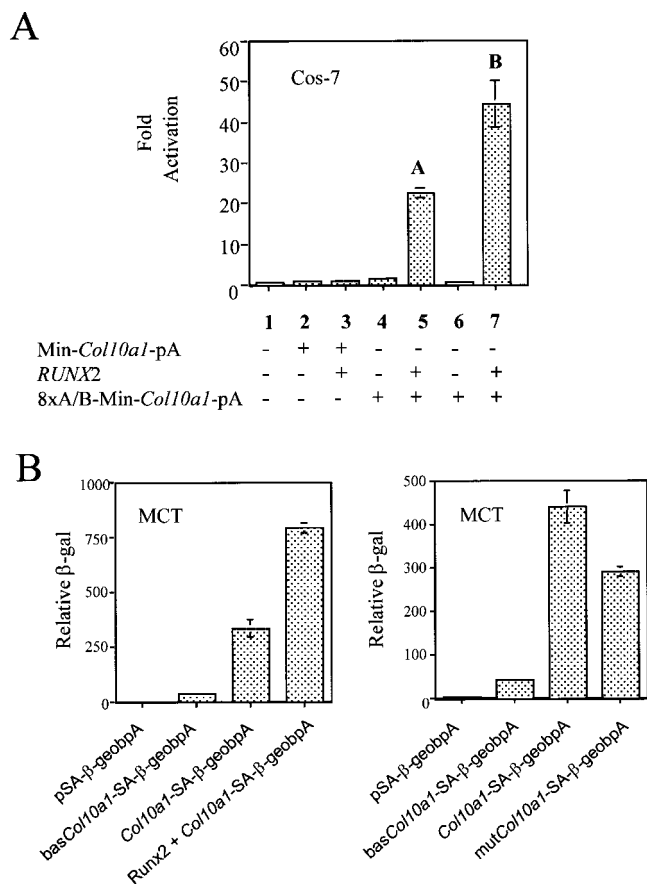 A
60
50
40
30
20
10
0
Fold
Activation
Cos-7
A
B
1 2 3 4 5 6 7
Min-Col10a1-pA - + + - - - -
RUNX2 - - + - + - +
8xA/B-Min-Col10a1-pA - - - + + + +
B
1000
750
500
250
0
Relative β-gal
MCT
pSA-β-geobpA
basCol10a1-SA-β-geobpA
Col10a1-SA-β-geobpA
Runx2 + Col10a1-SA-β-geobpA
500
400
300
200
100
0
Relative β-gal
MCT
pSA-β-geobpA
basCol10a1-SA-β-geobpA
Col10a1-SA-β-geobpA
mutCol10a1-SA-β-geobpA